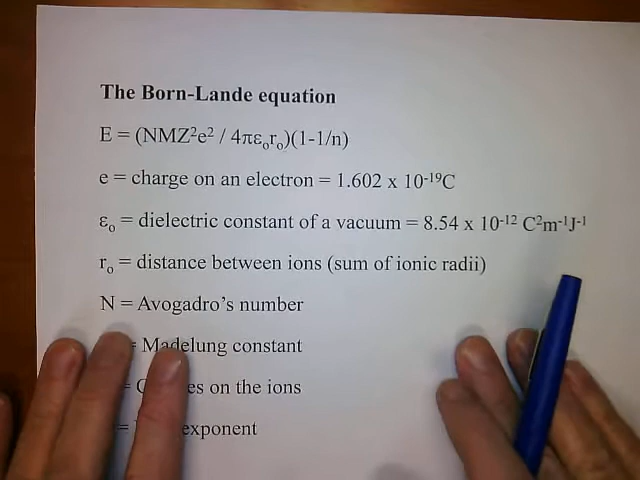 The Born-Lande equation
E = (NMZ²e² / 4πε₀r₀)(1-1/n)
e = charge on an electron = 1.602 x 10⁻¹⁹C
ε₀ = dielectric constant of a vacuum = 8.54 x 10⁻¹² C²m⁻¹J⁻¹
r₀ = distance between ions (sum of ionic radii)
N = Avogadro's number
= Madelung constant
= on the ions
= exponent